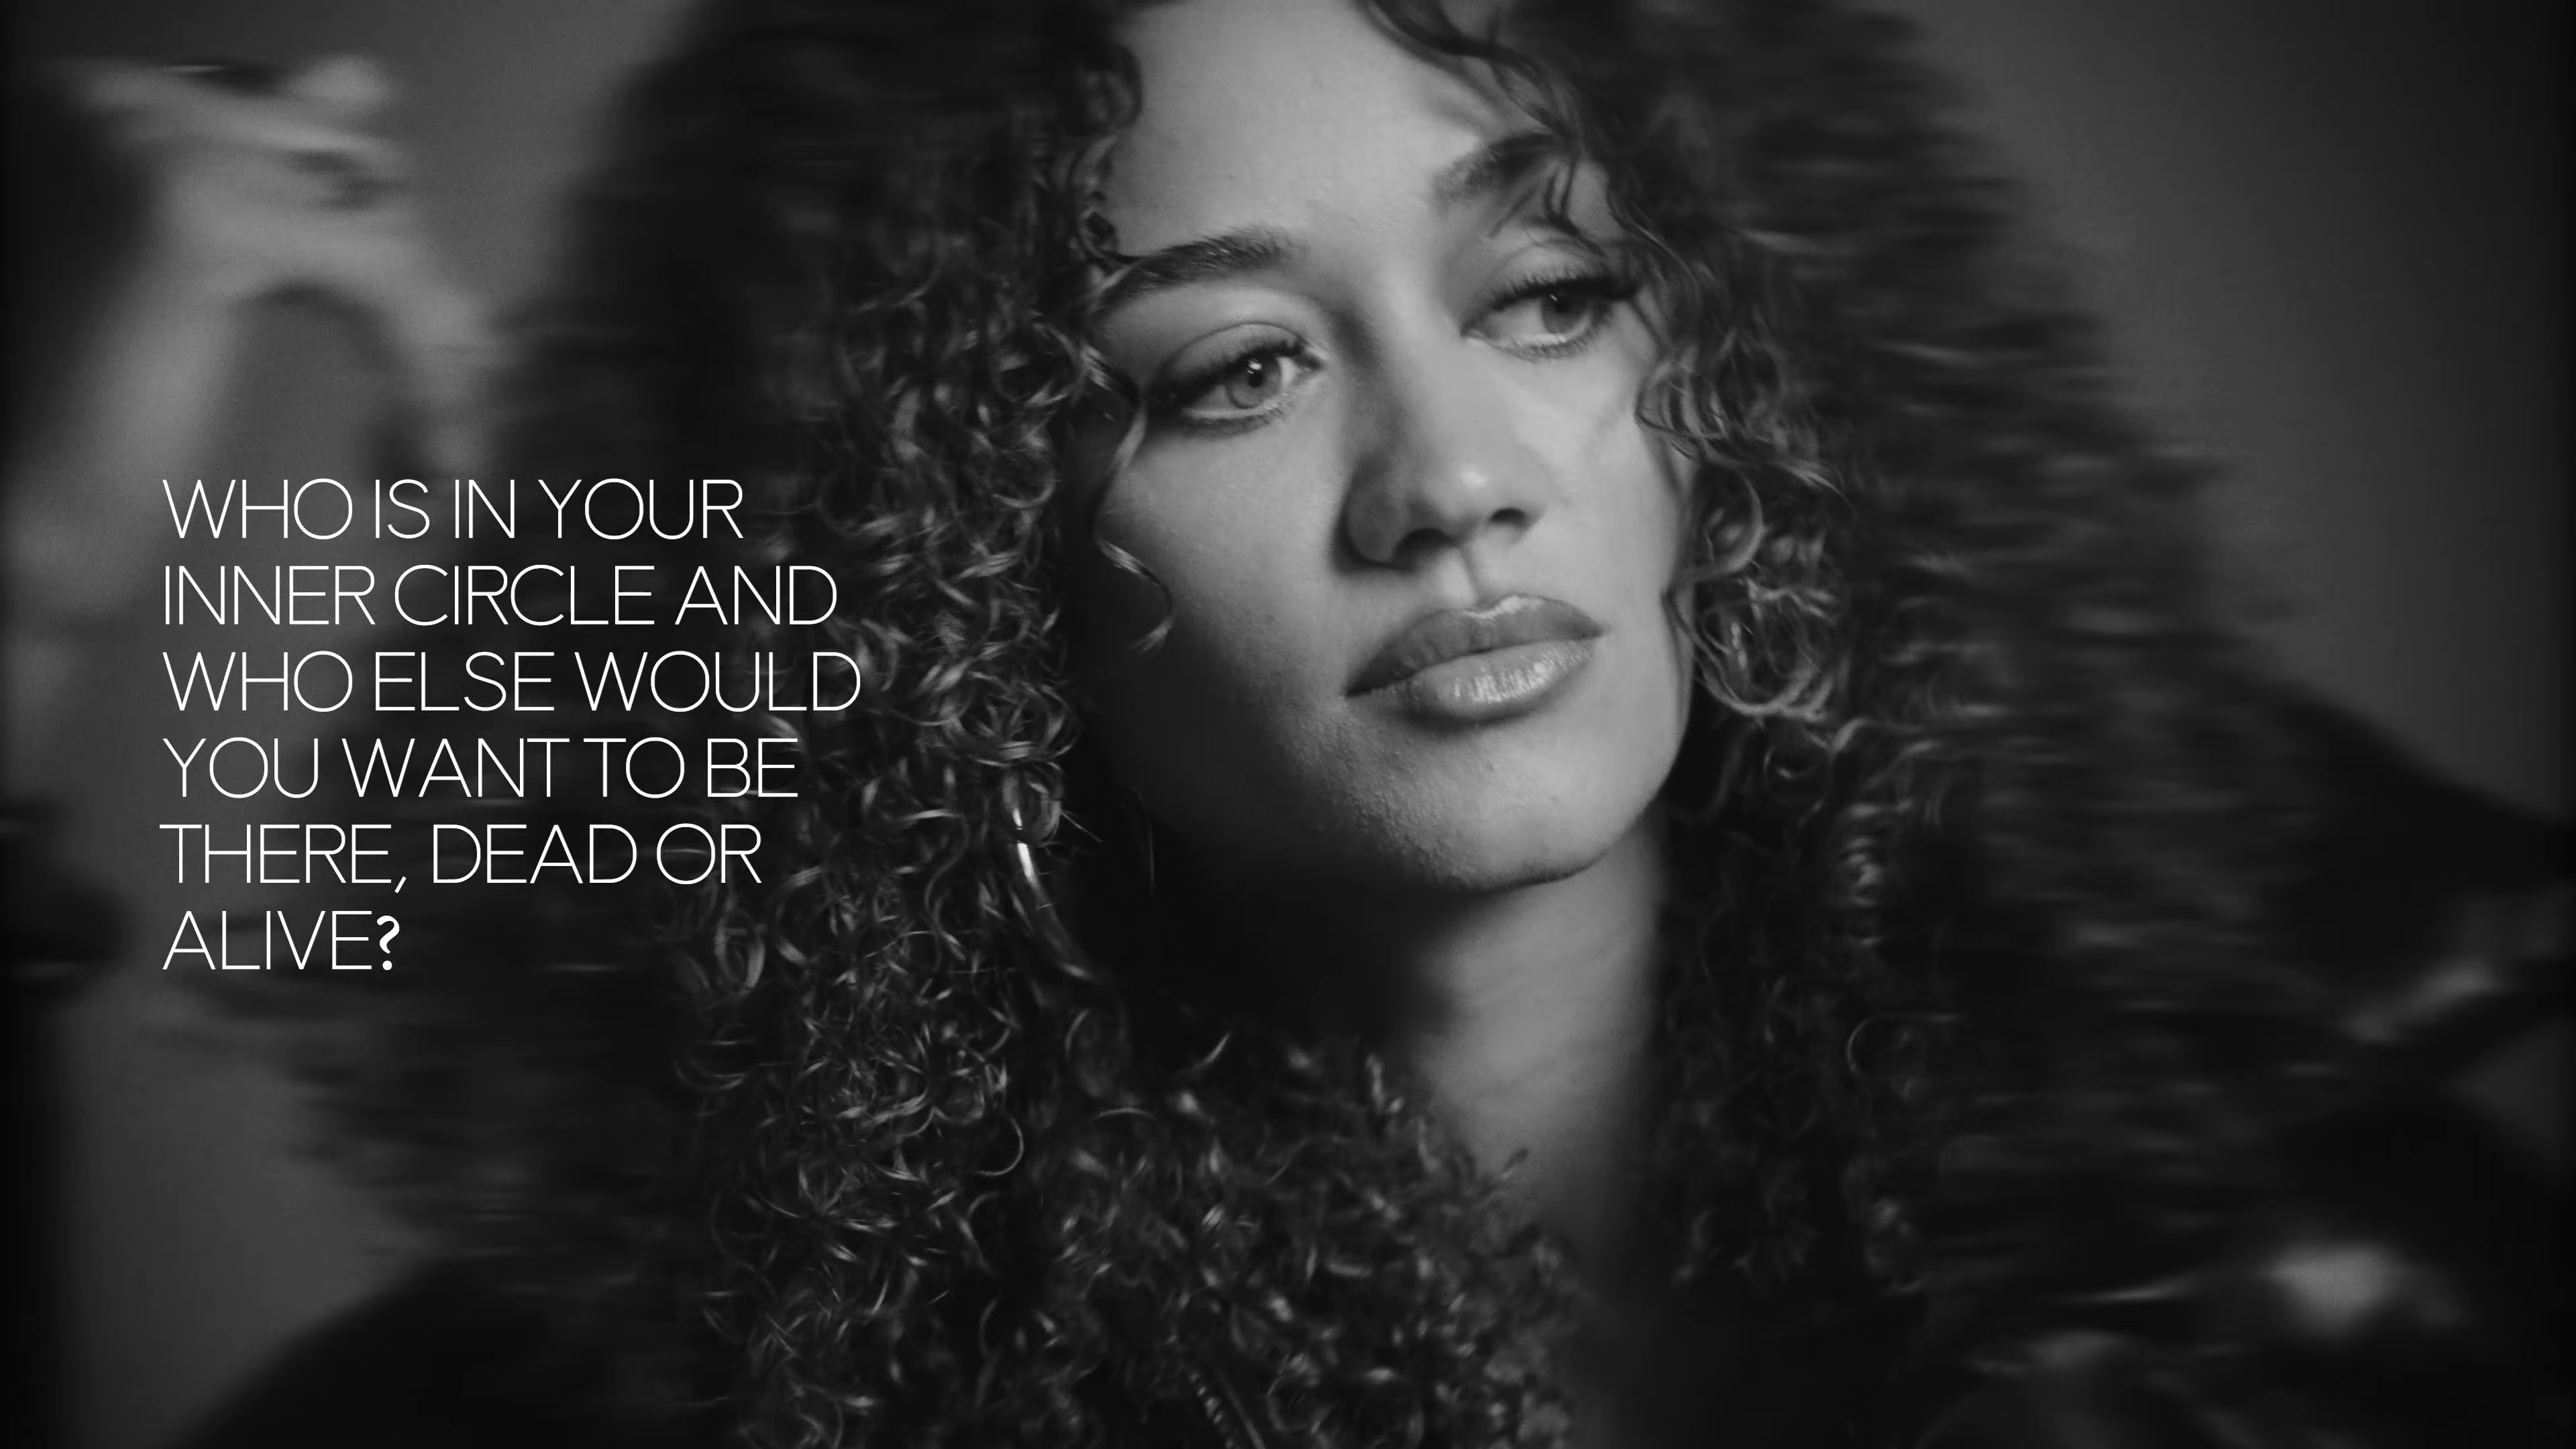 WHO IS IN YOUR
INNER CIRCLE AND
WHO ELSE WOULD
YOU WANT TO BE
THERE, DEAD OR
ALIVE?